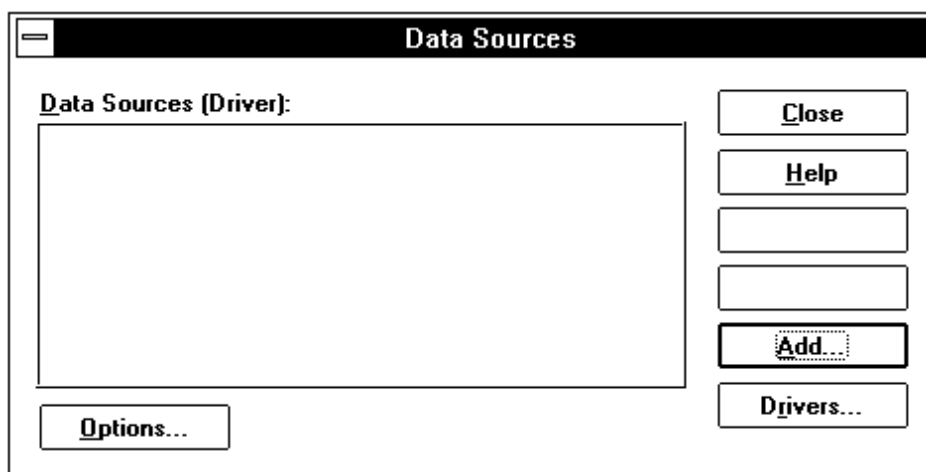 Data Sources
Data Sources (Driver):
Close
Help
Add...
Drivers...
Options...